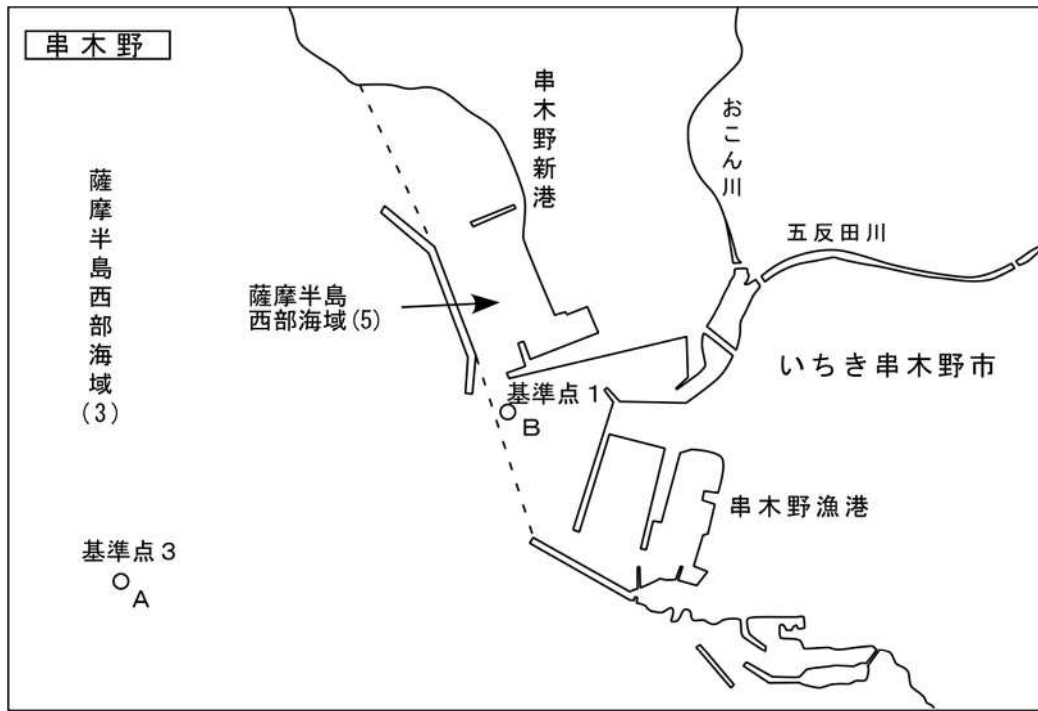 串木野
串木野新港
おこん川
薩摩半島西部海域(3)
五反田川
薩摩半島
西部海域(5)
いちき串木野市
基準点1
B
串木野漁港
基準点3
A